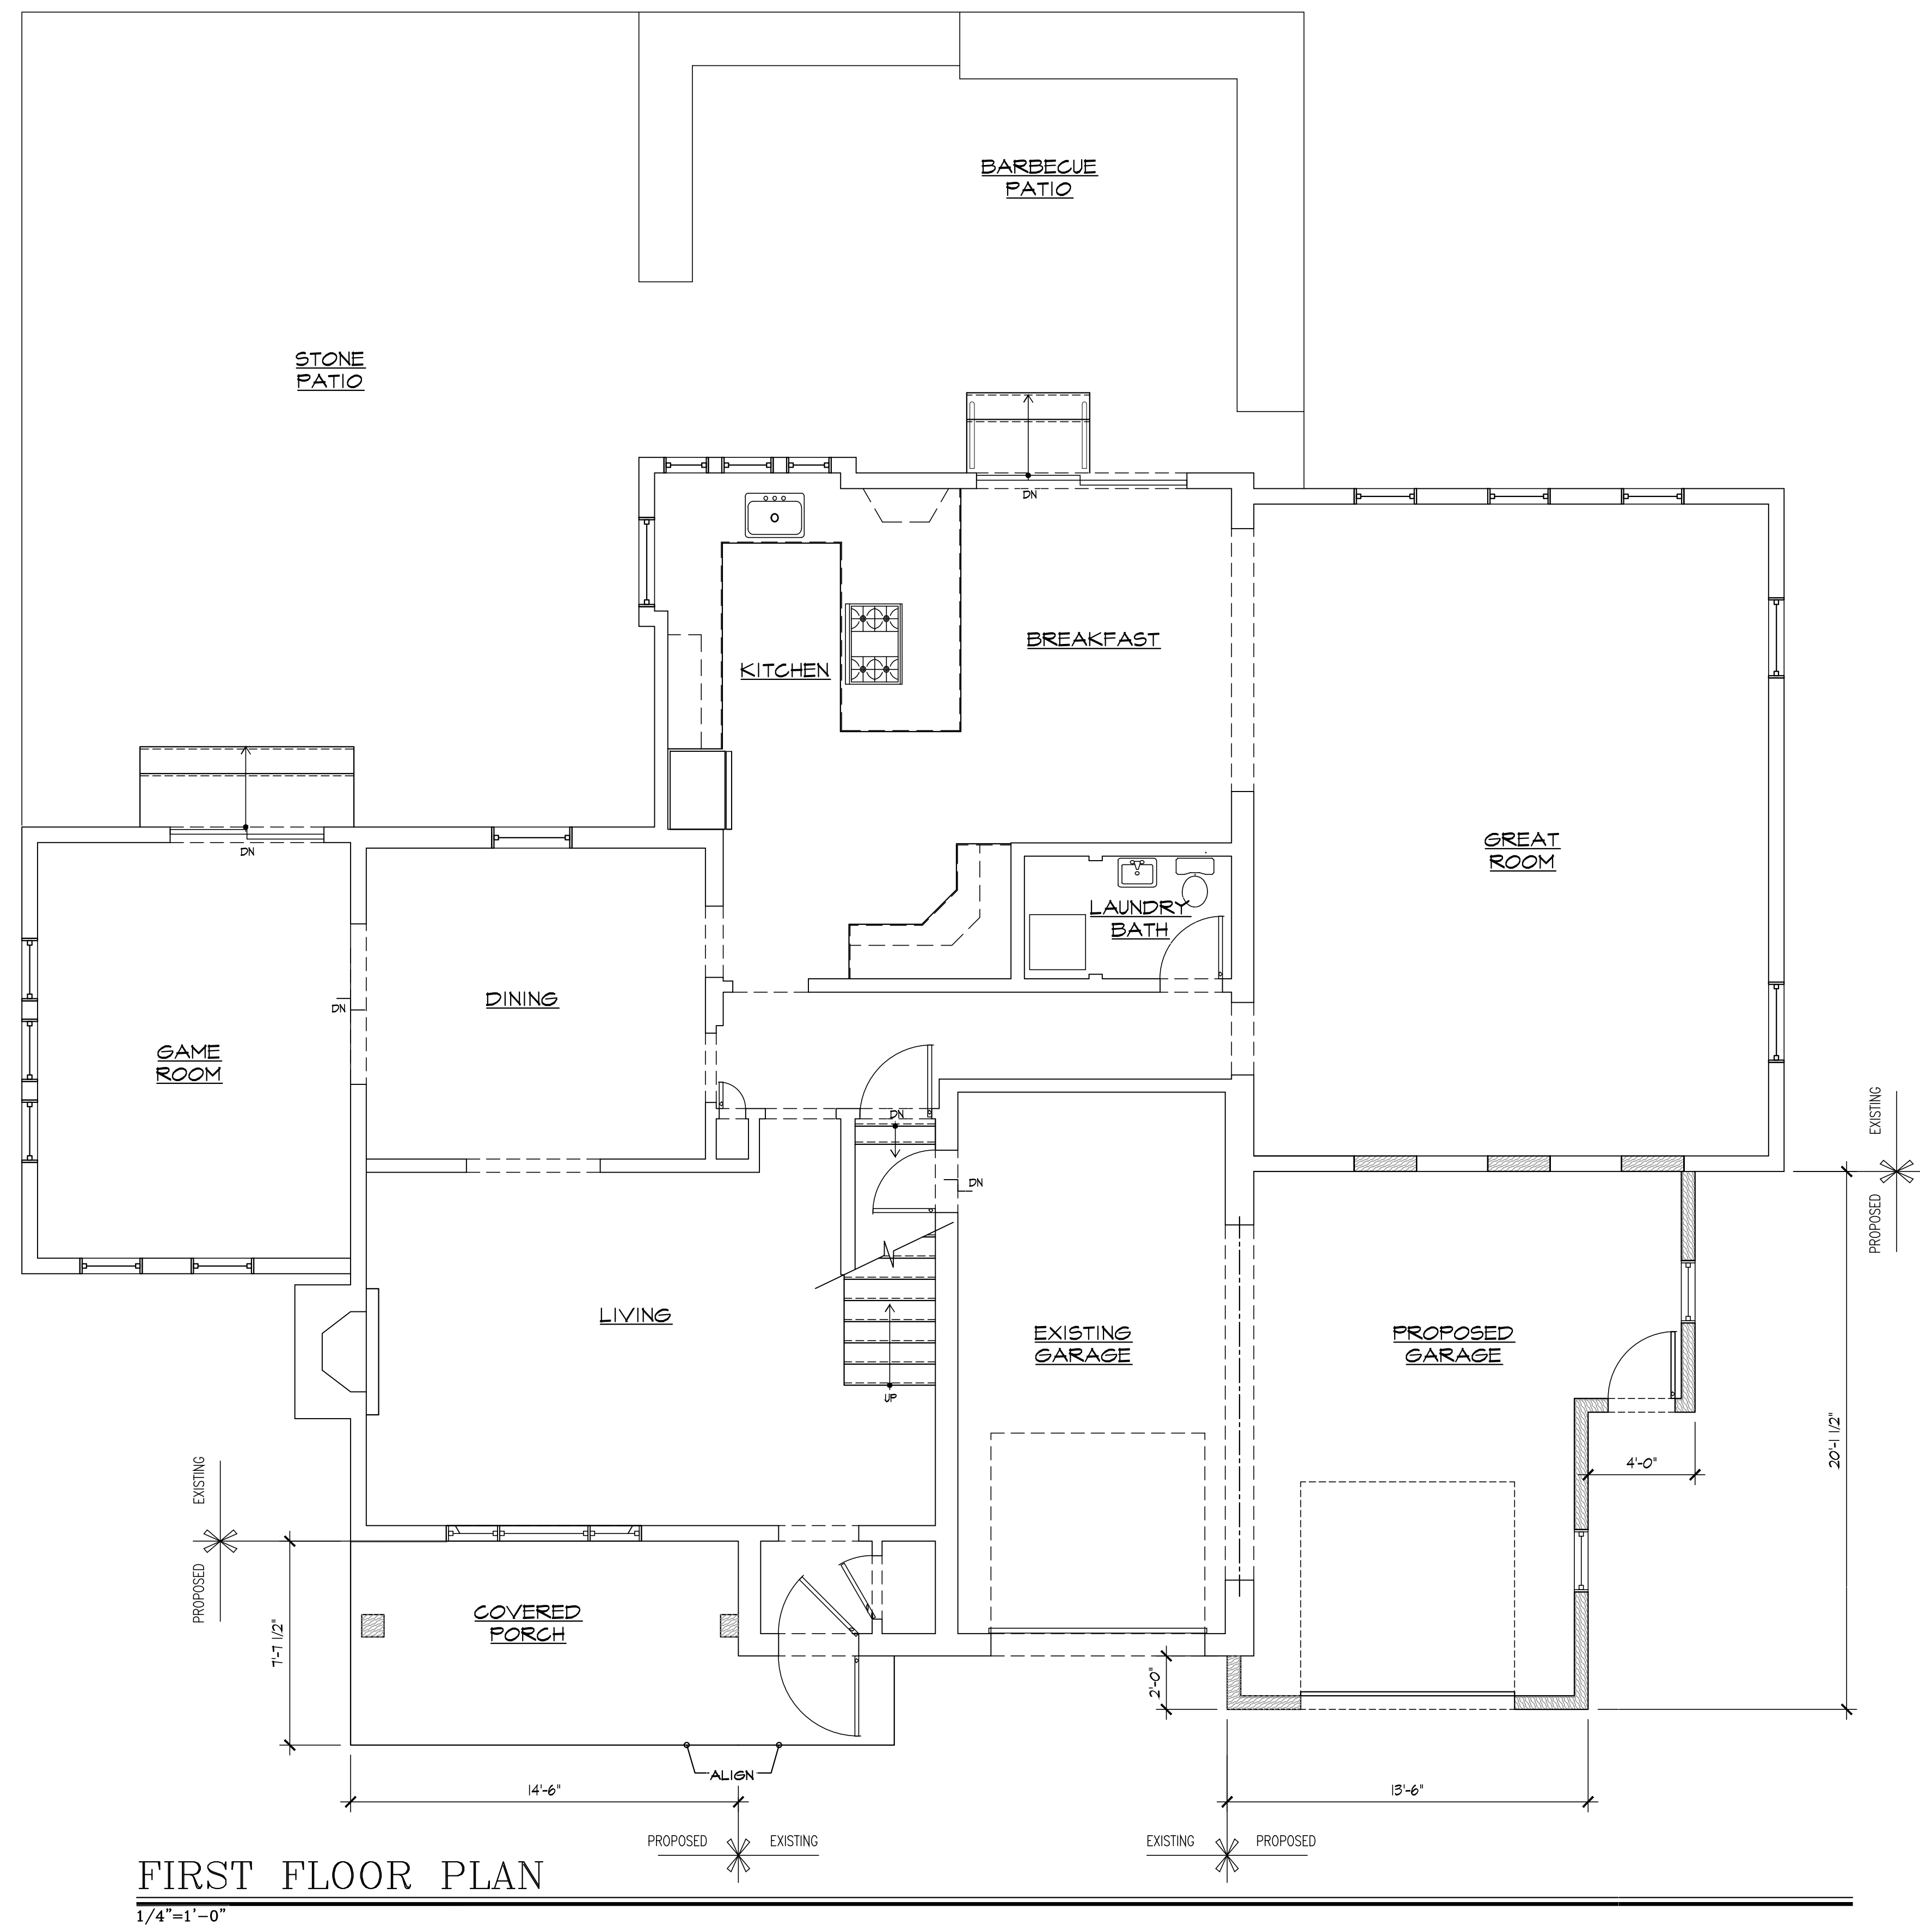 BARBECUE
PATIO
STONE
PATIO
DN
BREAKFAST
KITCHEN
GREAT
ROOM
DN
LAUNDRY
BATH
DINING
DN
GAME
ROOM
DN
DN
EXISTING
PROPOSED
LIVING
EXISTING
GARAGE
PROPOSED
GARAGE
UP
4'-0"
20'-1 1/2"
EXISTING
PROPOSED
COVERED
PORCH
7'-7 1/2"
2'-0"
ALIGN
14'-6"
13'-6"
PROPOSED EXISTING
EXISTING PROPOSED
FIRST FLOOR PLAN
1/4"=1'-0"